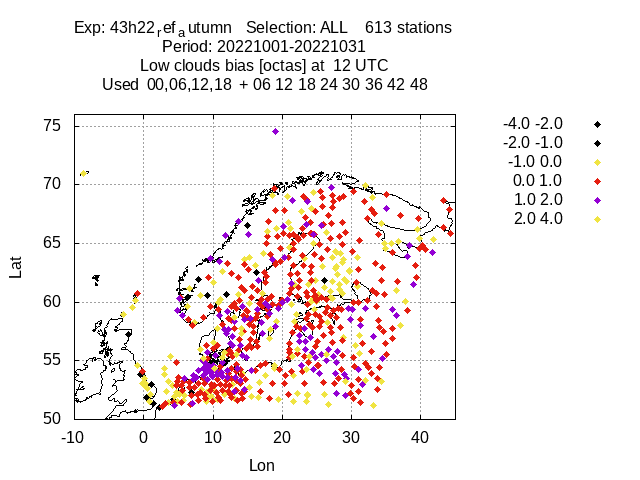 Exp: 43h22ref autumn Selection: ALL 613 stations
Period: 20221001-20221031
Low clouds bias [octas] at 12 UTC
Used 00,06,12,18 + 06 12 18 24 30 36 42 48
75
70
65
60
55
50
Lat
-10 0 10 20 30 40
Lon
-4.0 -2.0
-2.0 -1.0
-1.0 0.0
0.0 1.0
1.0 2.0
2.0 4.0